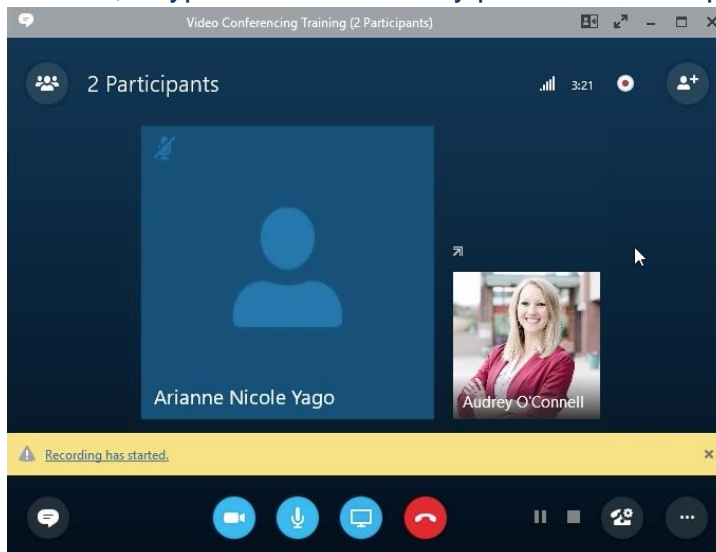 Video Conferencing Training (2 Participants)
2 Participants
3:21
Arianne Nicole Yago
Audrey O'Connell
Recording has started.